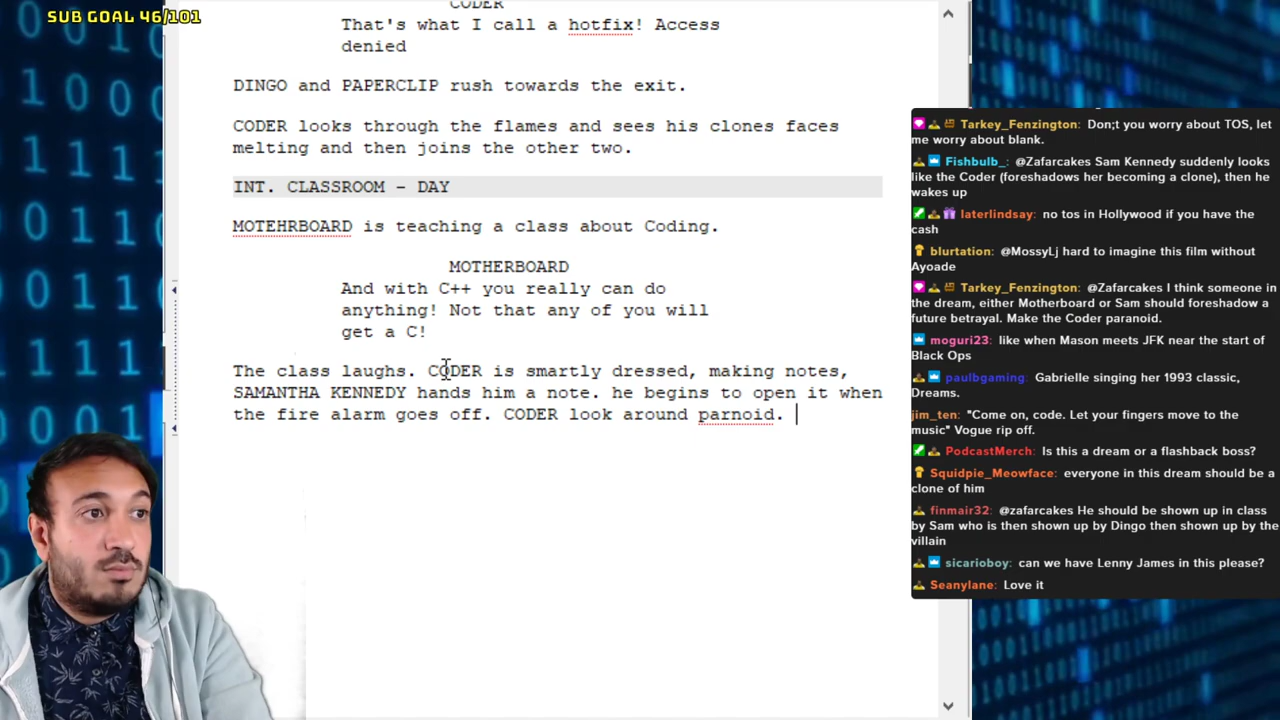 SUB GOAL 46/101
CODER
That's what I call a hotfix! Access
denied
DINGO and PAPERCLIP rush towards the exit.
CODER looks through the flames and sees his clones faces
melting and then joins the other two.
INT. CLASSROOM - DAY
MOTEHRBOARD is teaching a class about Coding.
MOTHERBOARD
And with C++ you really can do
anything! Not that any of you will
get a C!
The class laughs. CODER is smartly dressed, making notes,
SAMANTHA KENNEDY hands him a note. he begins to open it when
the fire alarm goes off. CODER look around parnoid.
Tarkey_Fenzington: Don;t you worry about TOS, let
me worry about blank.
Fishbulb_: @Zafarcakes Sam Kennedy suddenly looks
like the Coder (foreshadows her becoming a clone), then he
wakes up
laterlindsay: no tos in Hollywood if you have the
cash
blurtation: @MossyLj hard to imagine this film without
Ayoade
Tarkey_Fenzington: @Zafarcakes I think someone in
the dream, either Motherboard or Sam should foreshadow a
future betrayal. Make the Coder paranoid.
moguri23: like when Mason meets JFK near the start of
Black Ops
paulbgaming: Gabrielle singing her 1993 classic,
Dreams.
jim_ten: "Come on, code. Let your fingers move to the
music" Vogue rip off.
PodcastMerch: Is this a dream or a flashback boss?
Squidpie_Meowface: everyone in this dream should be a
clone of him
finmair32: @zafarcakes He should be shown up in class
by Sam who is then shown up by Dingo then shown up by the
villain
sicarioboy: can we have Lenny James in this please?
Seanylane: Love it